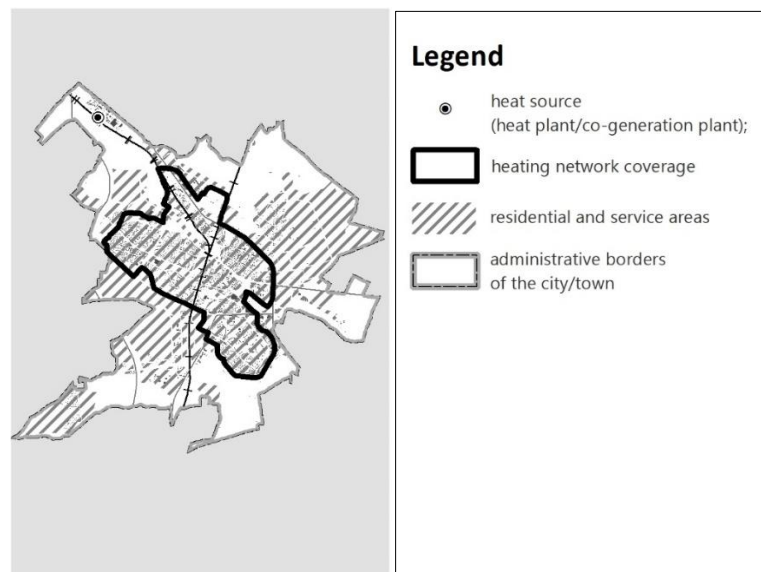 Legend
heat source
(heat plant/co-generation plant);
heating network coverage
residential and service areas
administrative borders
of the city/town